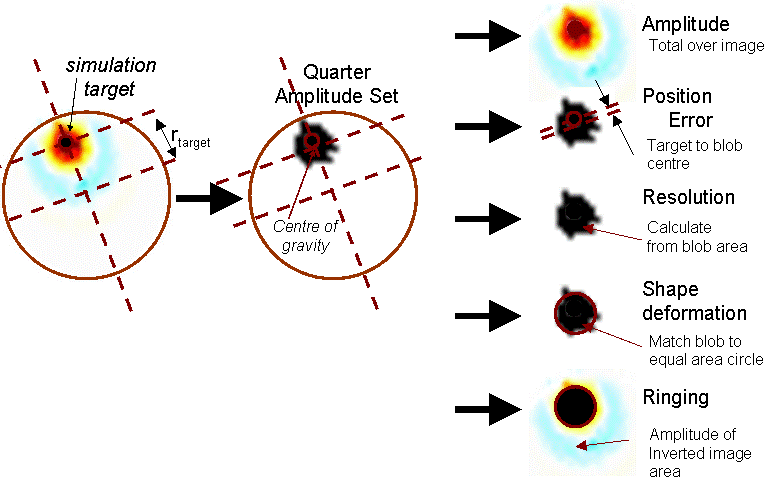 simulation
target
r target
Quarter
Amplitude Set
Centre of
gravity
Amplitude
Total over image
Position
Error
Target to blob
centre
Resolution
Calculate
from blob area
Shape
deformation
Match blob to
equal area circle
Ringing
Amplitude of
Inverted image
area